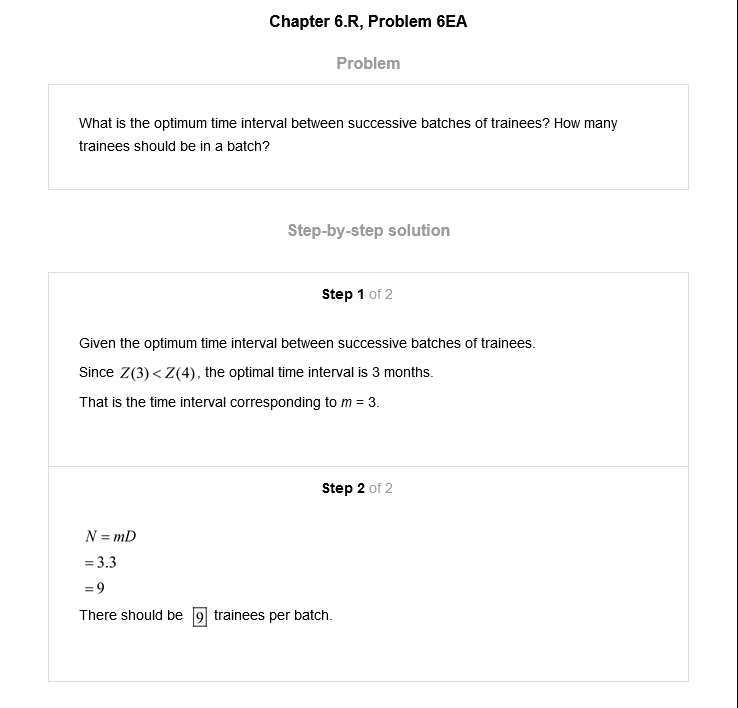 Chapter 6.R, Problem 6EA
Problem
What is the optimum time interval between successive batches of trainees? How many
trainees should be in a batch?
Step-by-step solution
Step 1 of 2
Given the optimum time interval between successive batches of trainees.
Since Z(3) < Z(4), the optimal time interval is 3 months.
That is the time interval corresponding to m = 3.
Step 2 of 2
N = mD
= 3.3
= 9
There should be 9 trainees per batch.